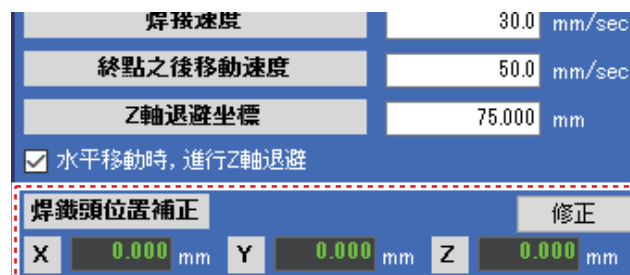 焊接速度 30.0 mm/sec
終點之後移動速度 50.0 mm/sec
Z軸退避坐標 75.000 mm
水平移動時, 進行Z軸退避
焊鐵頭位置補正 修正
X 0.000 mm Y 0.000 mm Z 0.000 mm